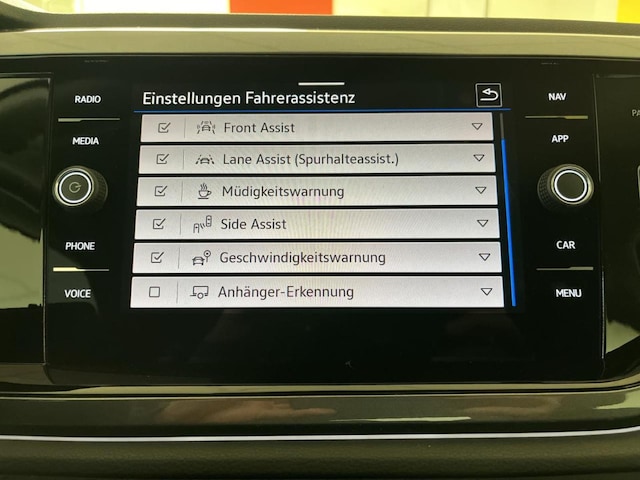 RADIO
MEDIA
PHONE
VOICE
Einstellungen Fahrerassistenz
Front Assist
Lane Assist (Spurhalteassist.)
Müdigkeitswarnung
Side Assist
Geschwindigkeitswarnung
Anhänger-Erkennung
NAV
APP
CAR
MENU